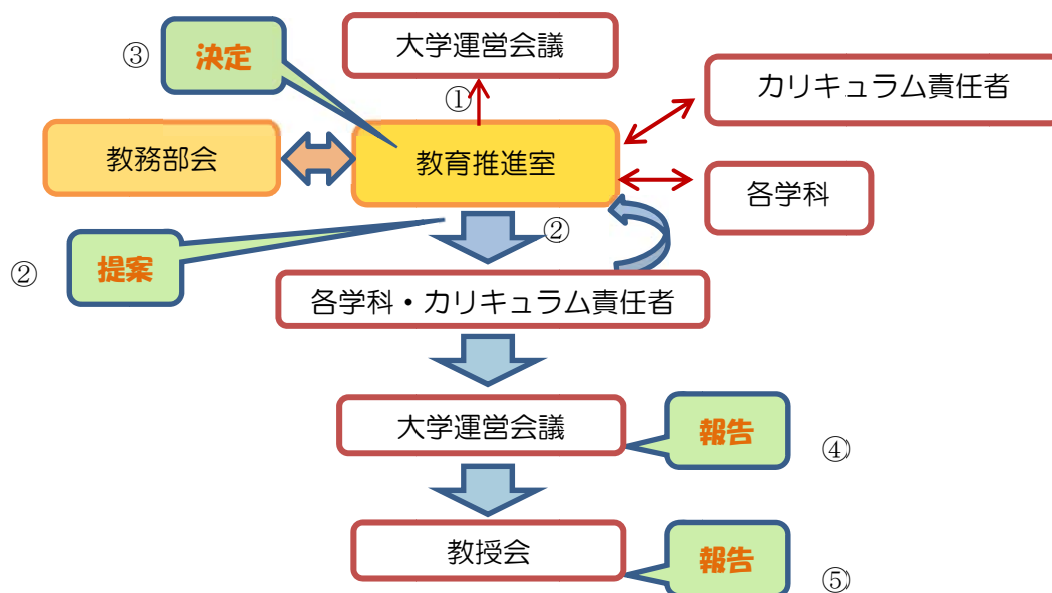 ③
決定
大学運営会議
カリキュラム責任者
①
教務部会
教育推進室
各学科
②
②
提案
各学科・カリキュラム責任者
大学運営会議
報告
④
教授会
報告
⑤